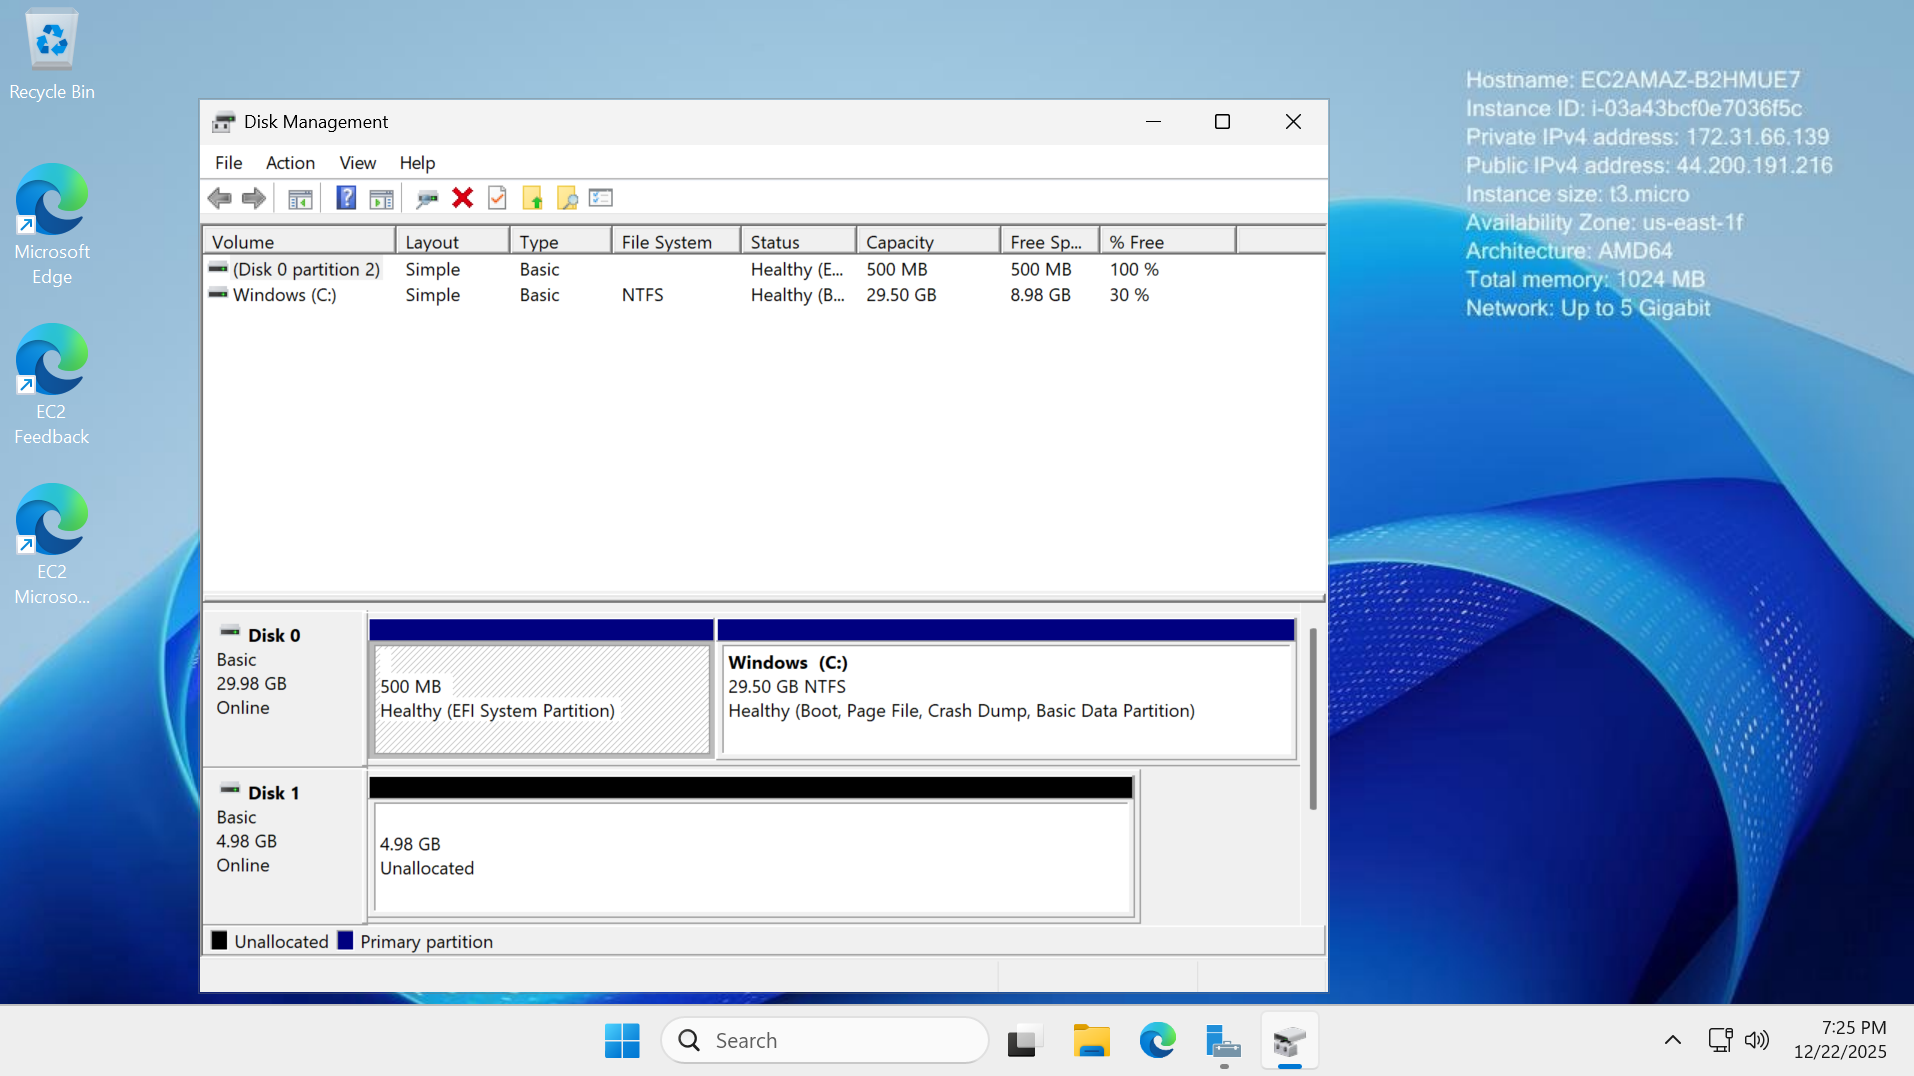 Recycle Bin
Microsoft
Edge
EC2
Feedback
EC2
Microso...
Hostname: EC2AMAZ-B2HMUE7
Instance ID: i-03a43bcf0e7036f5c
Private IPv4 address: 172.31.66.139
Public IPv4 address: 44.200.191.216
Instance size: t3.micro
Availability Zone: us-east-1f
Architecture: AMD64
Total memory: 1024 MB
Network: Up to 5 Gigabit
Disk Management
File Action View Help
Volume Layout Type File System Status Capacity Free Sp... % Free
(Disk 0 partition 2) Simple Basic Healthy (E... 500 MB 500 MB 100 %
Windows (C:) Simple Basic NTFS Healthy (B... 29.50 GB 8.98 GB 30 %
Disk 0
Basic
29.98 GB
Online
500 MB
Healthy (EFI System Partition)
Windows (C:)
29.50 GB NTFS
Healthy (Boot, Page File, Crash Dump, Basic Data Partition)
Disk 1
Basic
4.98 GB
Online
4.98 GB
Unallocated
Unallocated Primary partition
Search
7:25 PM
12/22/2025